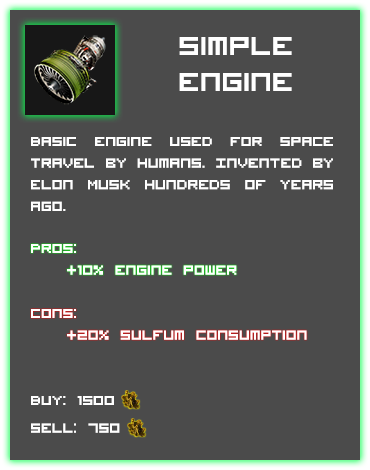 SIMPLE
ENGINE
BASIC ENGINE USED FOR SPACE
TRAVEL BY HUMANS. INVENTED BY
ELON MUSK HUNDREDS OF YEARS
AGO.
PROS:
+10% ENGINE POWER
CONS:
+20% SULFUM CONSUMPTION
BUY: 1500
SELL: 750